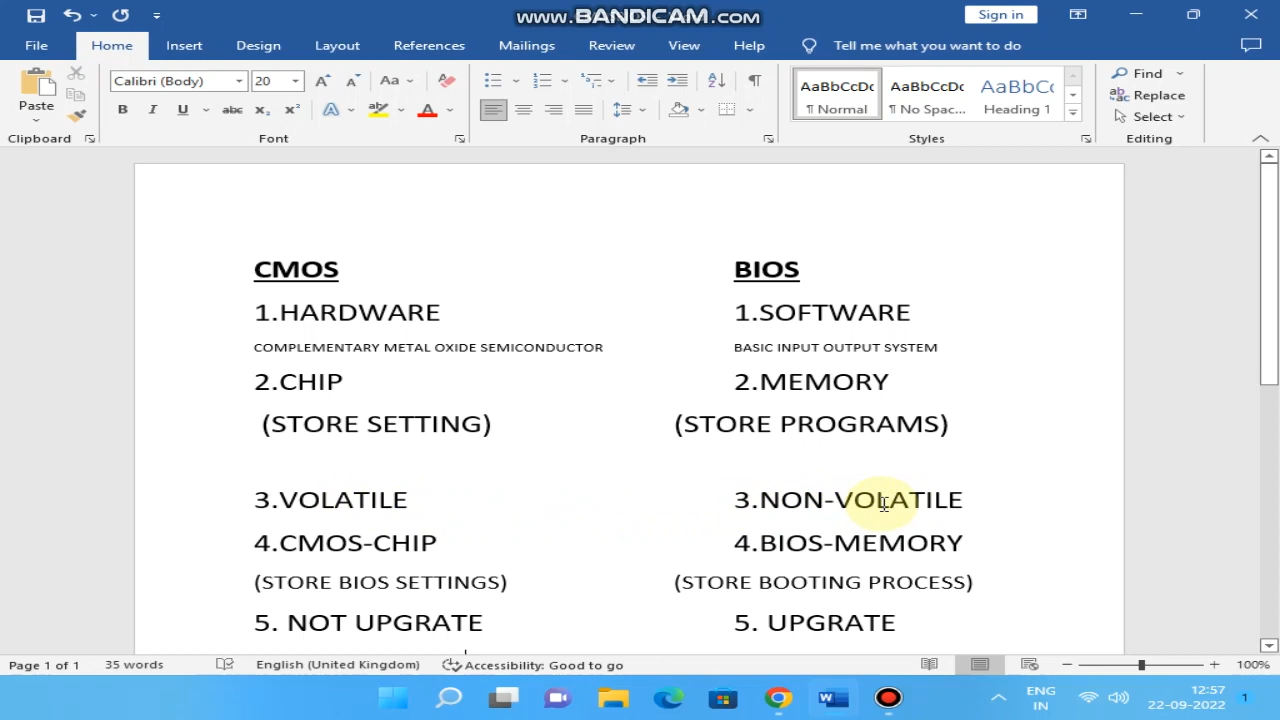 www.BANDICAM.com
Sign in
File Home Insert Design Layout References Mailings Review View Help Tell me what you want to do
Paste
Calibri (Body) 20
Aa
B I U abc x₂ x²
A A
AaBbCcDc AaBbCcDc AaBbCc
¶ Normal ¶ No Spac... Heading 1
Find
Replace
Select
Clipboard Font Paragraph Styles Editing
CMOS BIOS
1.HARDWARE 1.SOFTWARE
COMPLEMENTARY METAL OXIDE SEMICONDUCTOR BASIC INPUT OUTPUT SYSTEM
2.CHIP 2.MEMORY
(STORE SETTING) (STORE PROGRAMS)
3.VOLATILE 3.NON-VOLATILE
4.CMOS-CHIP 4.BIOS-MEMORY
(STORE BIOS SETTINGS) (STORE BOOTING PROCESS)
5. NOT UPGRATE 5. UPGRATE
Page 1 of 1 35 words English (United Kingdom) Accessibility: Good to go 100%
ENG 12:57
IN 22-09-2022 1